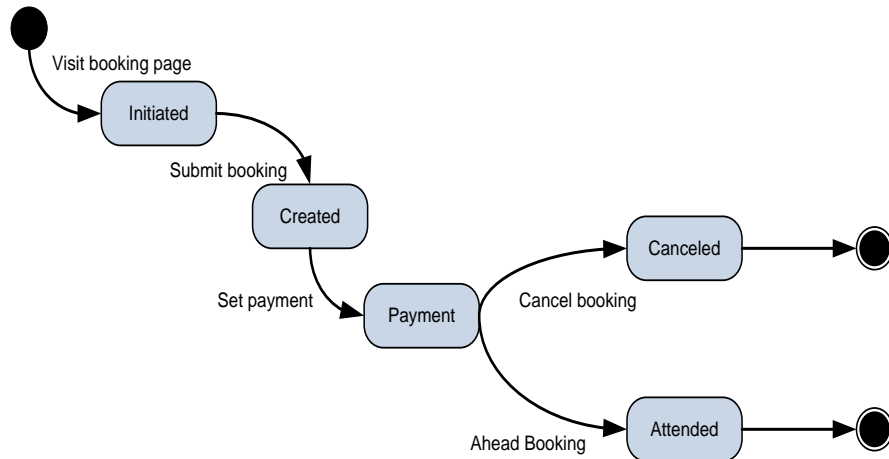 Visit booking page
Initiated
Submit booking
Created
Set payment
Payment
Canceled
Cancel booking
Attended
Ahead Booking